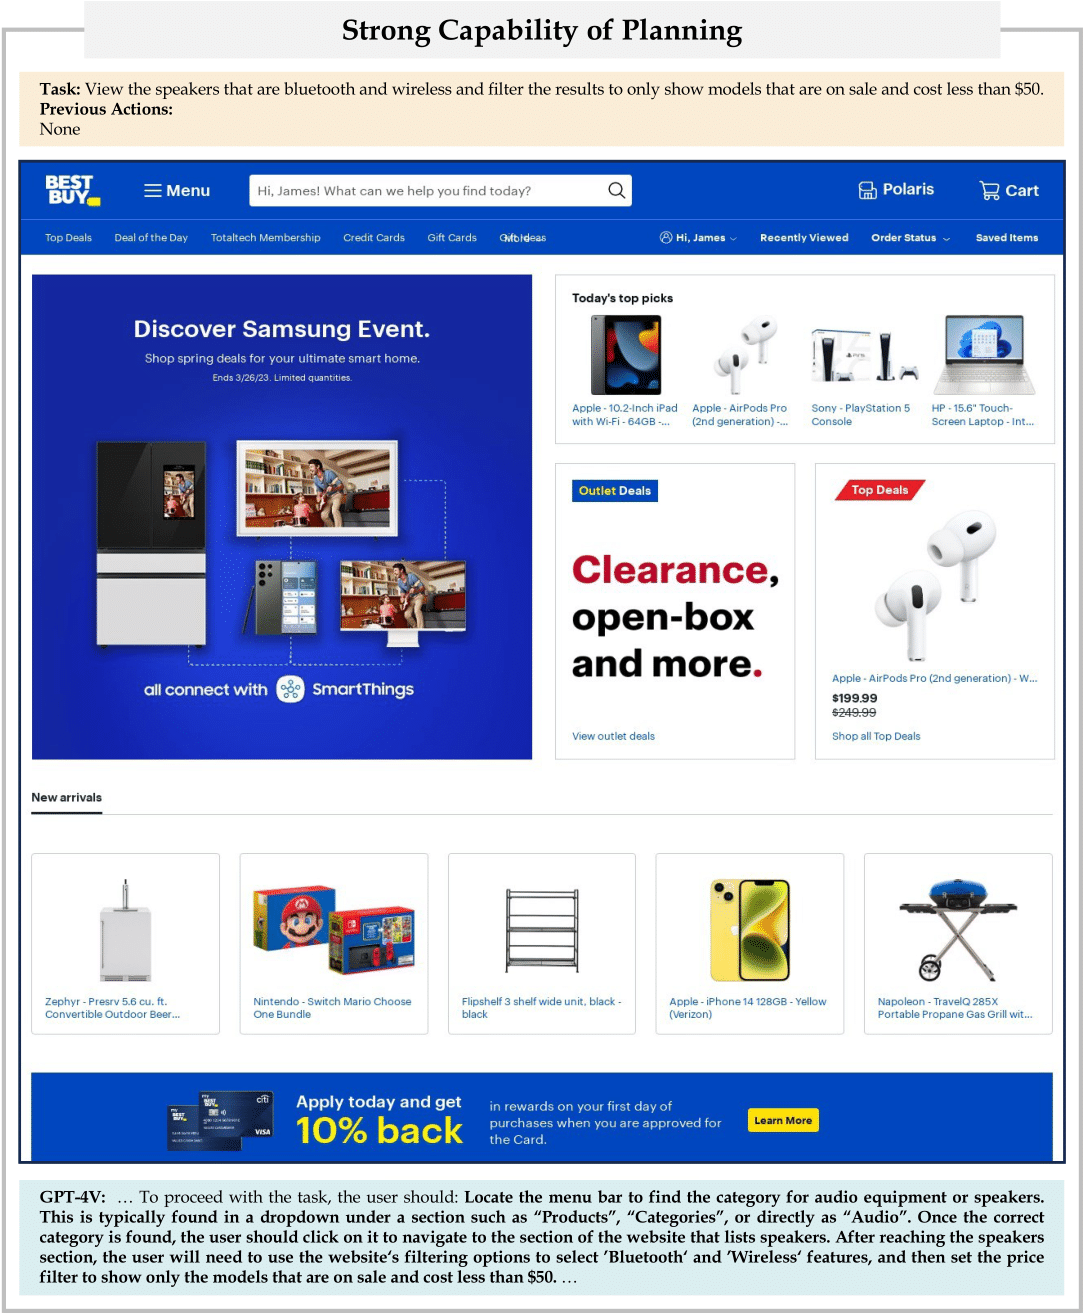 Strong Capability of Planning
Task: View the speakers that are bluetooth and wireless and filter the results to only show models that are on sale and cost less than $50.
Previous Actions:
None
BEST
BUY
Menu
Hi, James! What can we help you find today?
Polaris
Cart
Top Deals
Deal of the Day
Totaltech Membership
Credit Cards
Gift Cards
Gift Ideas
More
Hi, James
Recently Viewed
Order Status
Saved Items
Discover Samsung Event.
Shop spring deals for your ultimate smart home.
Ends 3/26/23. Limited quantities.
all connect with
SmartThings
Today's top picks
Apple - 10.2-Inch iPad
with Wi-Fi - 64GB -...
Apple - AirPods Pro
(2nd generation) -...
Sony - PlayStation 5
Console
HP - 15.6" Touch-
Screen Laptop - Int...
Outlet Deals
Clearance,
open-box
and more.
View outlet deals
Top Deals
Apple - AirPods Pro (2nd generation) - W...
$199.99
$249.99
Shop all Top Deals
New arrivals
Zephyr - Presrv 5.6 cu. ft.
Convertible Outdoor Beer...
Nintendo - Switch Mario Choose
One Bundle
Flipshelf 3 shelf wide unit, black -
black
Apple - iPhone 14 128GB - Yellow
(Verizon)
Napoleon - TravelQ 285X
Portable Propane Gas Grill wit...
my
BEST
BUY
my
BEST
BUY
citi
VISA
Apply today and get
10% back
in rewards on your first day of
purchases when you are approved for
the Card.
Learn More
GPT-4V: … To proceed with the task, the user should: Locate the menu bar to find the category for audio equipment or speakers.
This is typically found in a dropdown under a section such as “Products”, “Categories”, or directly as “Audio”. Once the correct
category is found, the user should click on it to navigate to the section of the website that lists speakers. After reaching the speakers
section, the user will need to use the website‘s filtering options to select ’Bluetooth‘ and ’Wireless‘ features, and then set the price
filter to show only the models that are on sale and cost less than $50. …